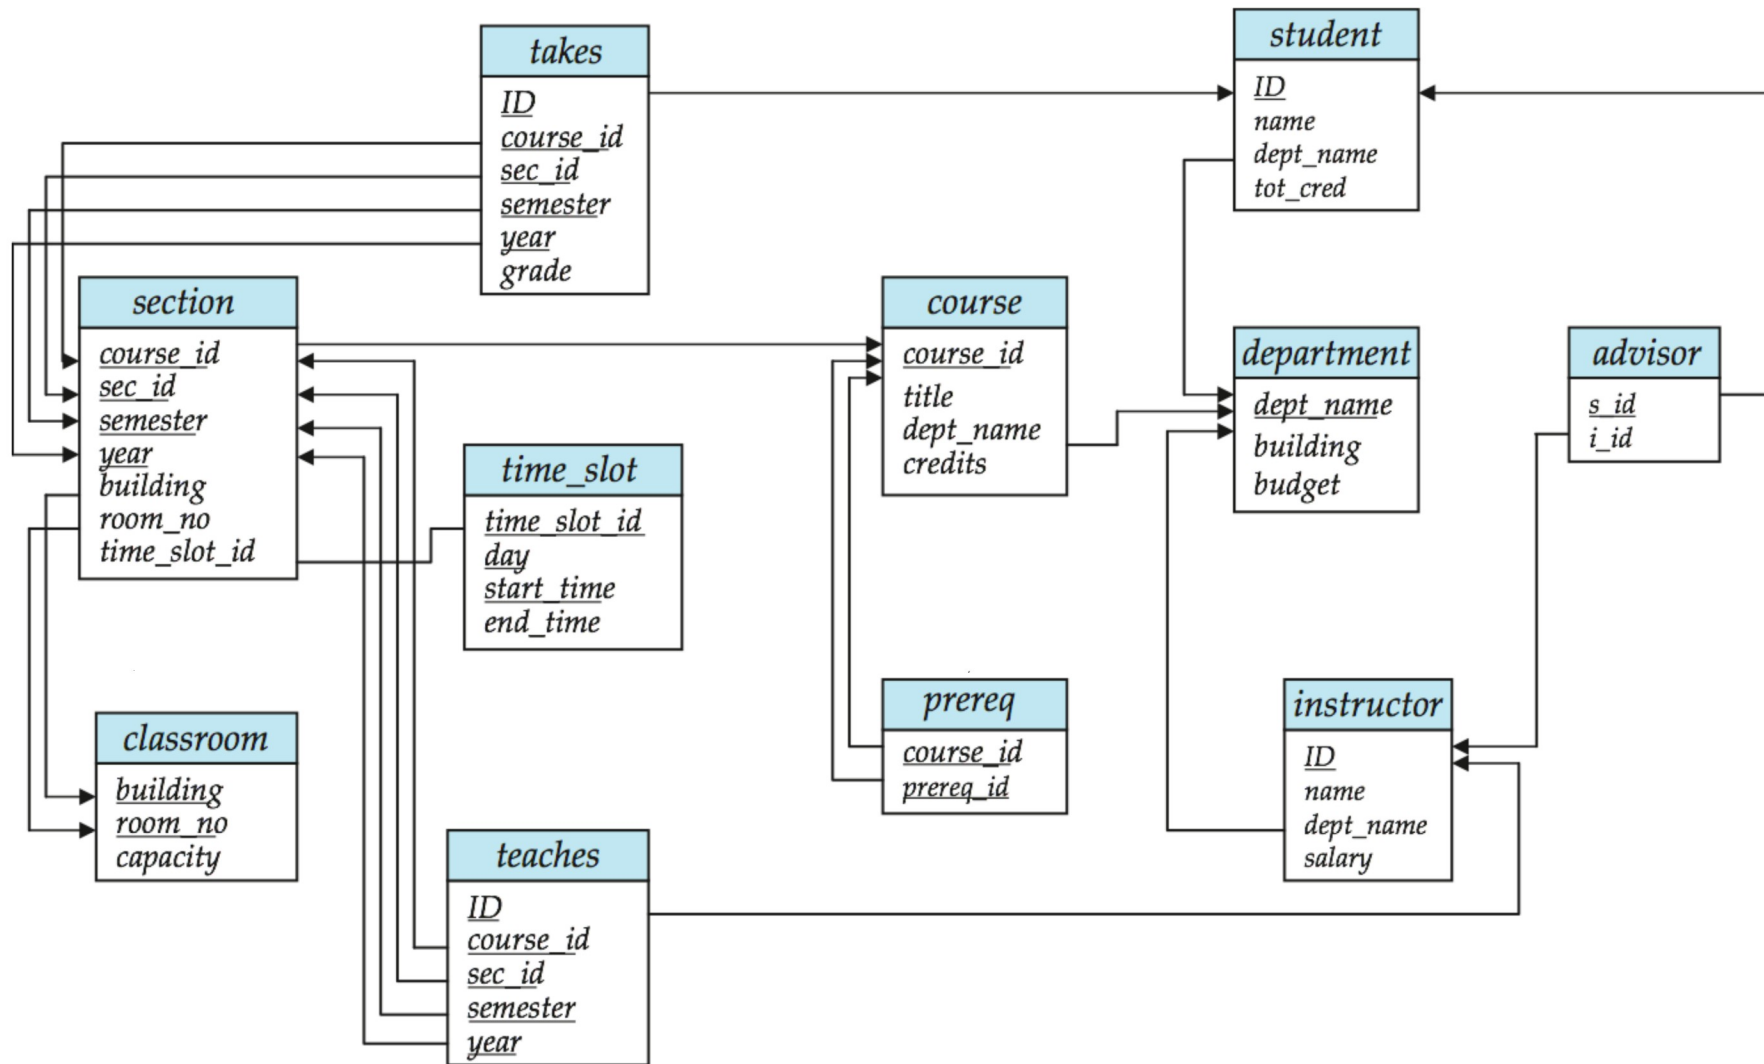 takes
ID
course_id
sec_id
semester
year
grade
student
ID
name
dept_name
tot_cred
section
course_id
sec_id
semester
year
building
room_no
time_slot_id
course
course_id
title
dept_name
credits
department
dept_name
building
budget
advisor
s_id
i_id
time_slot
time_slot_id
day
start_time
end_time
classroom
building
room_no
capacity
prereq
course_id
prereq_id
instructor
ID
name
dept_name
salary
teaches
ID
course_id
sec_id
semester
year